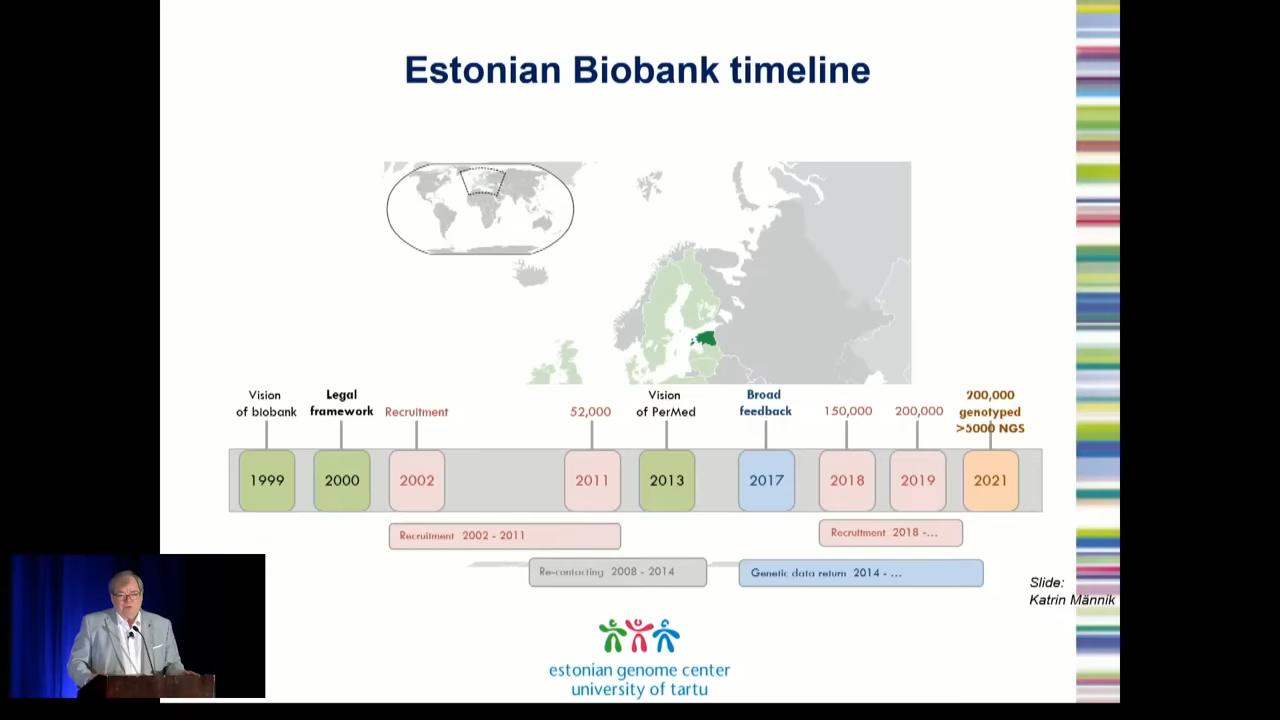 Estonian Biobank timeline
Vision
of biobank
Legal
framework
Recruitment
52,000
Vision
of PerMed
Broad
feedback
150,000
200,000
200,000
genotyped
>5000 NGS
1999
2000
2002
2011
2013
2017
2018
2019
2021
Recruitment 2002 - 2011
Recruitment 2018 -...
Re-contacting 2008 - 2014
Genetic data return 2014 - ...
Slide:
Katrin Männik
estonian genome center
university of tartu